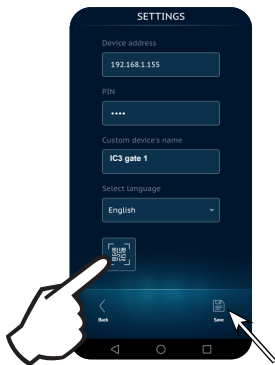 SETTINGS
Device address
192.168.1.155
PIN
••••
Custom device's name
IC3 gate 1
Select language
English
Back
Save